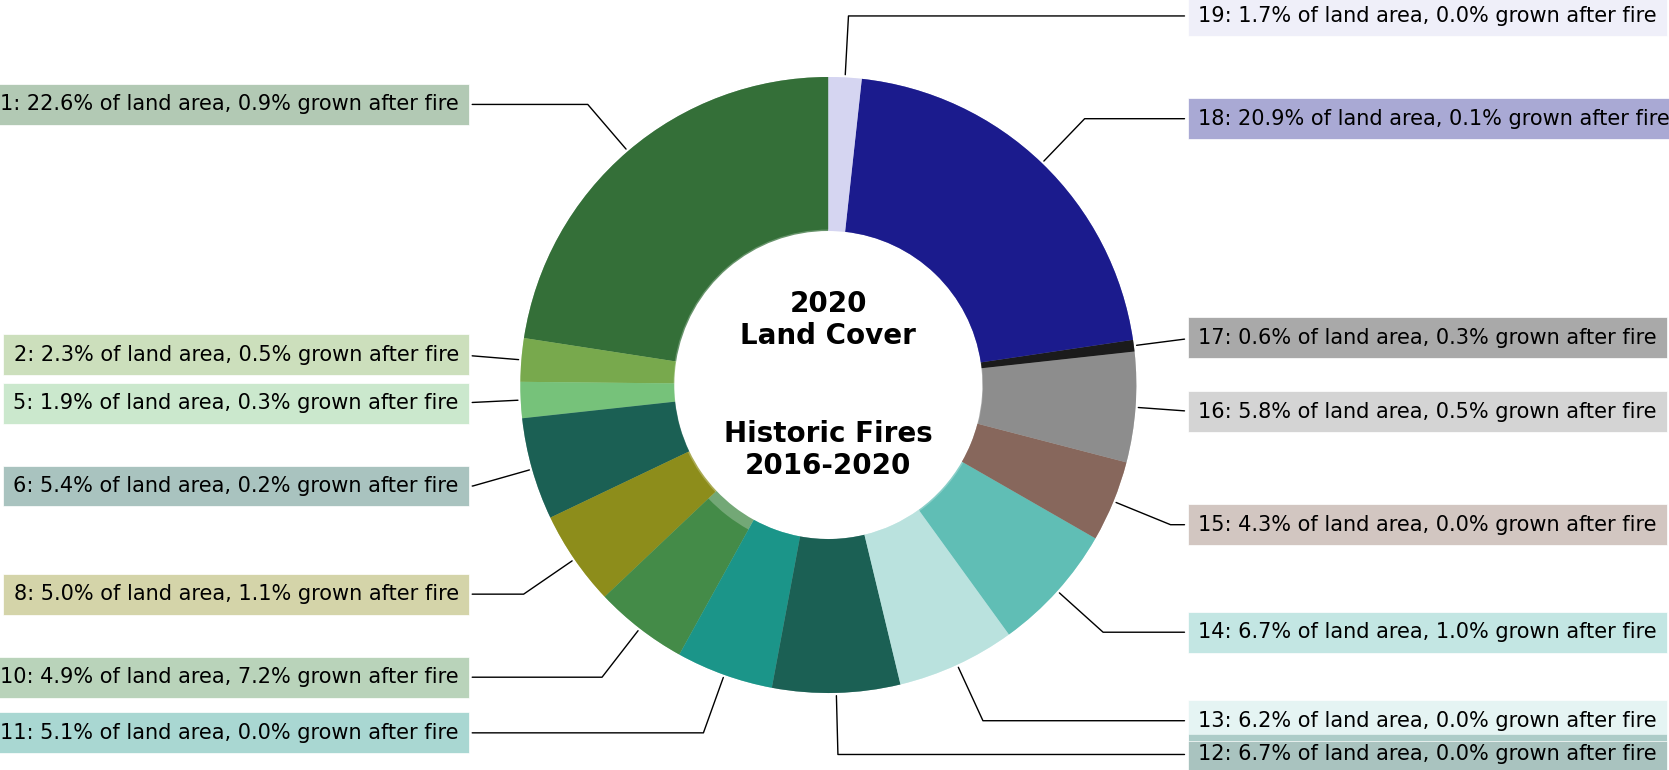 19: 1.7% of land area, 0.0% grown after fire
1: 22.6% of land area, 0.9% grown after fire
18: 20.9% of land area, 0.1% grown after fire
2020
Land Cover
17: 0.6% of land area, 0.3% grown after fire
2: 2.3% of land area, 0.5% grown after fire
5: 1.9% of land area, 0.3% grown after fire
16: 5.8% of land area, 0.5% grown after fire
Historic Fires
2016-2020
6: 5.4% of land area, 0.2% grown after fire
15: 4.3% of land area, 0.0% grown after fire
8: 5.0% of land area, 1.1% grown after fire
14: 6.7% of land area, 1.0% grown after fire
10: 4.9% of land area, 7.2% grown after fire
13: 6.2% of land area, 0.0% grown after fire
11: 5.1% of land area, 0.0% grown after fire
12: 6.7% of land area, 0.0% grown after fire